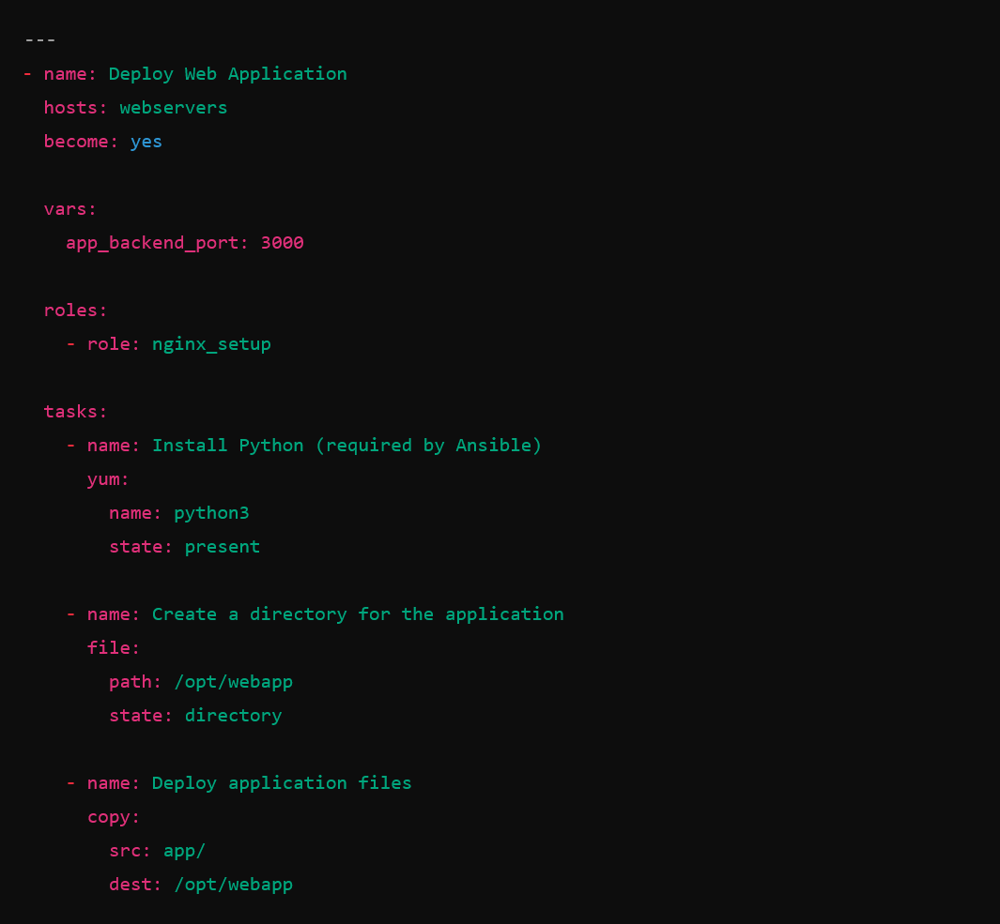 ---
- name: Deploy Web Application
  hosts: webservers
  become: yes

  vars:
    app_backend_port: 3000

  roles:
    - role: nginx_setup

  tasks:
    - name: Install Python (required by Ansible)
      yum:
        name: python3
        state: present

    - name: Create a directory for the application
      file:
        path: /opt/webapp
        state: directory

    - name: Deploy application files
      copy:
        src: app/
        dest: /opt/webapp